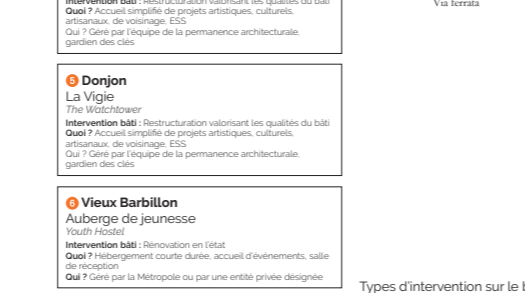 Intervention bâti : Restructuration valorisant les qualités du bâti
Quoi ? Accueil simplifié de projets artistiques, culturels,
artisanaux, de voisinage, ESS
Qui ? Géré par l'équipe de la permanence architecturale,
gardien des clés
Via ferrata
5 Donjon
La Vigie
The Watchtower
Intervention bâti : Restructuration valorisant les qualités du bâti
Quoi ? Accueil simplifié de projets artistiques, culturels,
artisanaux, de voisinage, ESS
Qui ? Géré par l'équipe de la permanence architecturale,
gardien des clés
6 Vieux Barbillon
Auberge de jeunesse
Youth Hostel
Intervention bâti : Rénovation en l'état
Quoi ? Hébergement courte durée, accueil d'événements, salle
de réception
Qui ? Géré par la Métropole ou par une entité privée désignée
Types d'intervention sur le